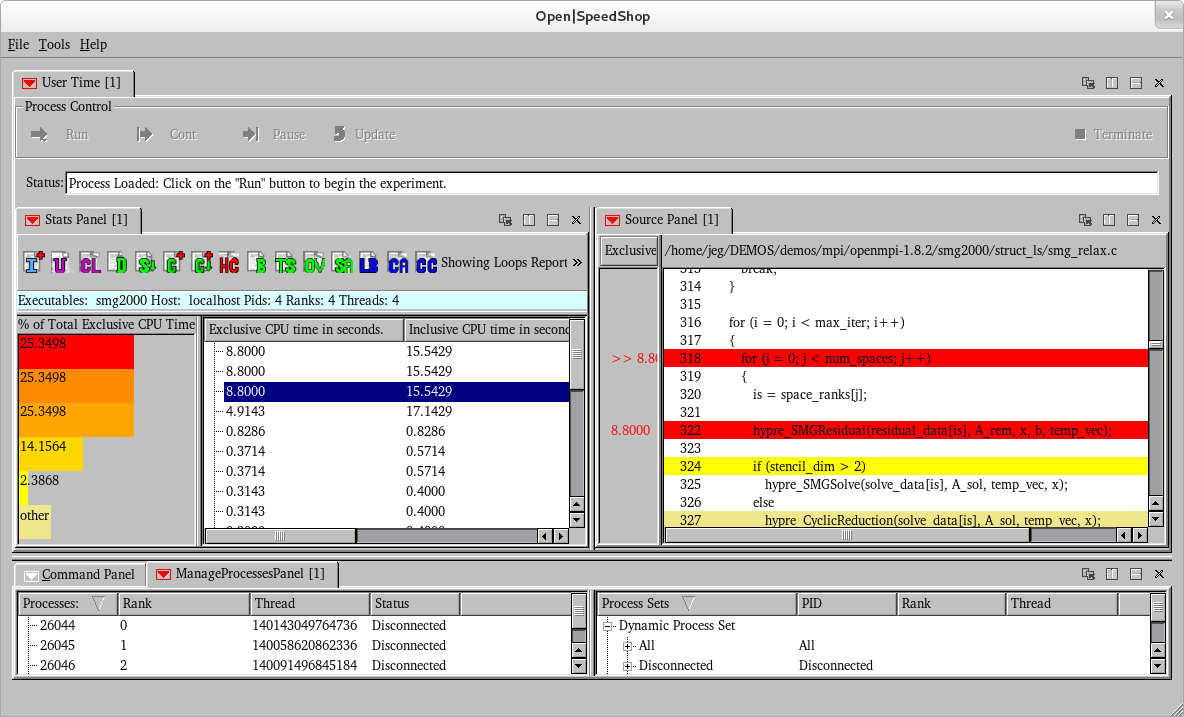 Open|SpeedShop
File Tools Help
User Time [1]
Process Control
Run Cont Pause Update Terminate
Status: Process Loaded: Click on the "Run" button to begin the experiment.
Stats Panel [1]
I U CL D S↓ C+ C↓ HC B TS OV SA LB CA CC Showing Loops Report »
Executables: smg2000 Host: localhost Pids: 4 Ranks: 4 Threads: 4
% of Total Exclusive CPU Time
25.3498
25.3498
25.3498
14.1564
2.3868
other
Exclusive CPU time in seconds. Inclusive CPU time in second
8.8000 15.5429
8.8000 15.5429
8.8000 15.5429
4.9143 17.1429
0.8286 0.8286
0.3714 0.5714
0.3714 0.5714
0.3143 0.4000
0.3143 0.4000
Source Panel [1]
Exclusive /home/jeg/DEMOS/demos/mpi/openmpi-1.8.2/smg2000/struct_ls/smg_relax.c
313 break;
314 }
315
316 for (i = 0; i < max_iter; i++)
317 {
>> 8.80 318 for (j = 0; j < num_spaces; j++)
319 {
320 is = space_ranks[j];
321
8.8000 322 hypre_SMGResidual(residual_data[is], A_rem, x, b, temp_vec);
323
324 if (stencil_dim > 2)
325 hypre_SMGSolve(solve_data[is], A_sol, temp_vec, x);
326 else
327 hypre_CyclicReduction(solve_data[is], A_sol, temp_vec, x);
Command Panel ManageProcessesPanel [1]
Processes: Rank Thread Status
26044 0 140143049764736 Disconnected
26045 1 140058620862336 Disconnected
26046 2 140091496845184 Disconnected
Process Sets PID Rank Thread
Dynamic Process Set
All All
Disconnected Disconnected